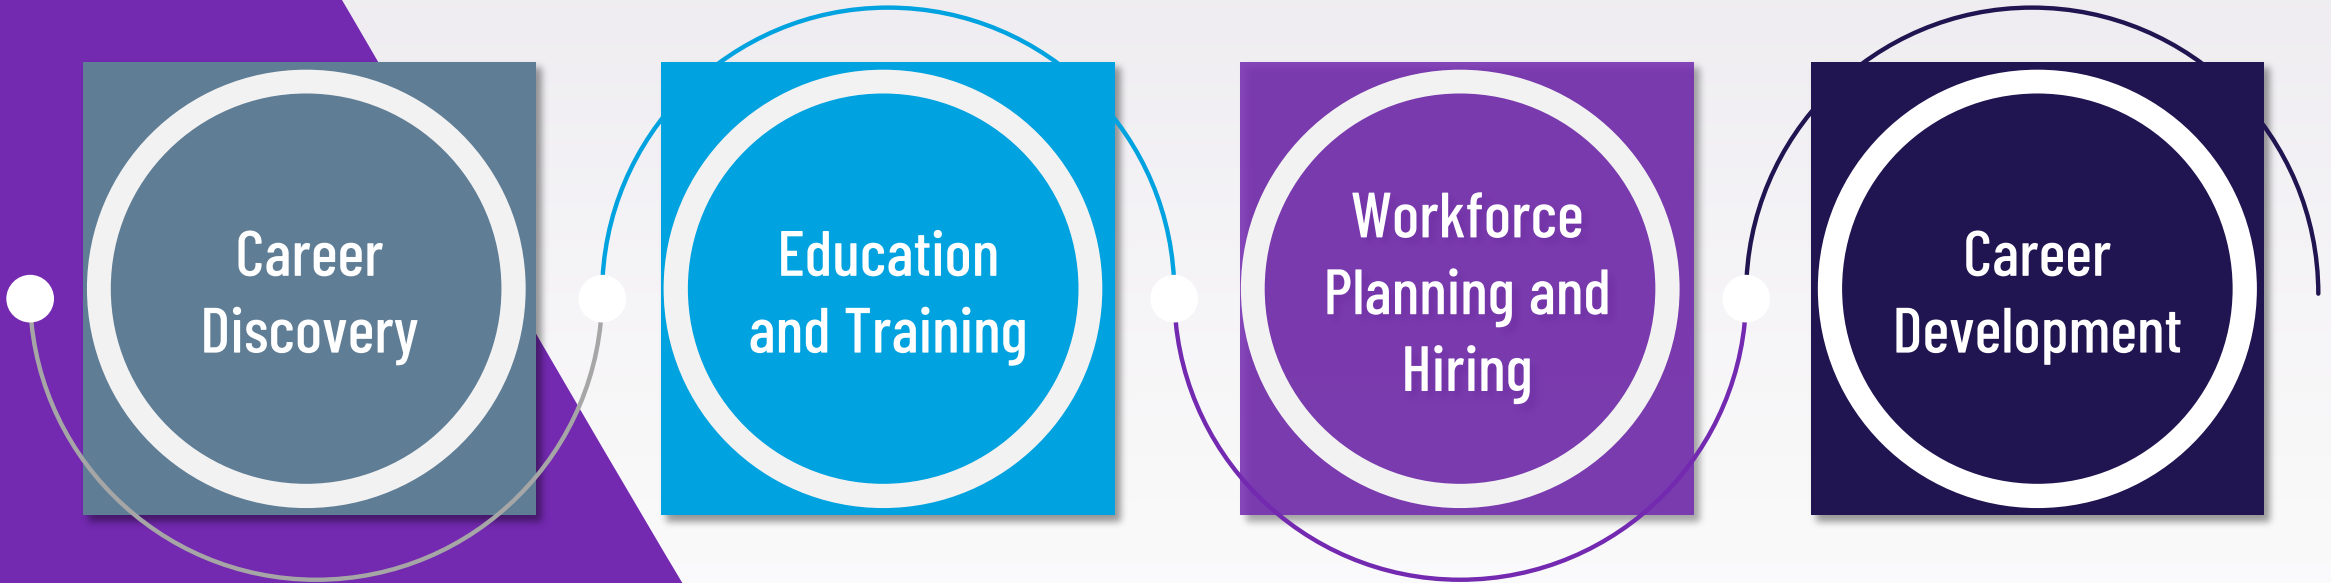 Career
Discovery
Education
and Training
Workforce
Planning and
Hiring
Career
Development